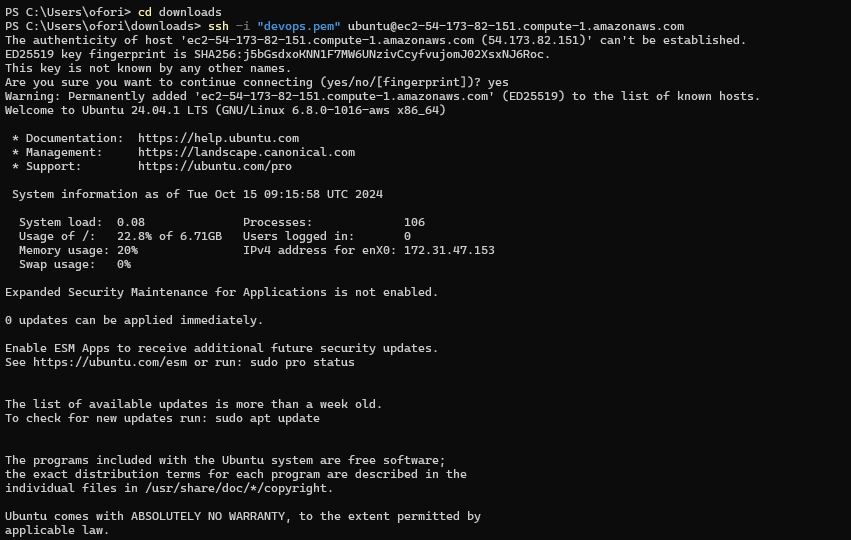 PS C:\Users\ofori> cd downloads
PS C:\Users\ofori\downloads> ssh -i "devops.pem" ubuntu@ec2-54-173-82-151.compute-1.amazonaws.com
The authenticity of host 'ec2-54-173-82-151.compute-1.amazonaws.com (54.173.82.151)' can't be established.
ED25519 key fingerprint is SHA256:j5bGsdxoKNN1F7MW6UNzivCcyfvujomJ02XsxNJ6Roc.
This key is not known by any other names.
Are you sure you want to continue connecting (yes/no/[fingerprint])? yes
Warning: Permanently added 'ec2-54-173-82-151.compute-1.amazonaws.com' (ED25519) to the list of known hosts.
Welcome to Ubuntu 24.04.1 LTS (GNU/Linux 6.8.0-1016-aws x86_64)
* Documentation:  https://help.ubuntu.com
* Management:     https://landscape.canonical.com
* Support:        https://ubuntu.com/pro
System information as of Tue Oct 15 09:15:58 UTC 2024
System load:  0.08              Processes:             106
Usage of /:   22.8% of 6.71GB   Users logged in:       0
Memory usage: 20%               IPv4 address for enX0: 172.31.47.153
Swap usage:   0%
Expanded Security Maintenance for Applications is not enabled.
0 updates can be applied immediately.
Enable ESM Apps to receive additional future security updates.
See https://ubuntu.com/esm or run: sudo pro status
The list of available updates is more than a week old.
To check for new updates run: sudo apt update
The programs included with the Ubuntu system are free software;
the exact distribution terms for each program are described in the
individual files in /usr/share/doc/*/copyright.
Ubuntu comes with ABSOLUTELY NO WARRANTY, to the extent permitted by
applicable law.